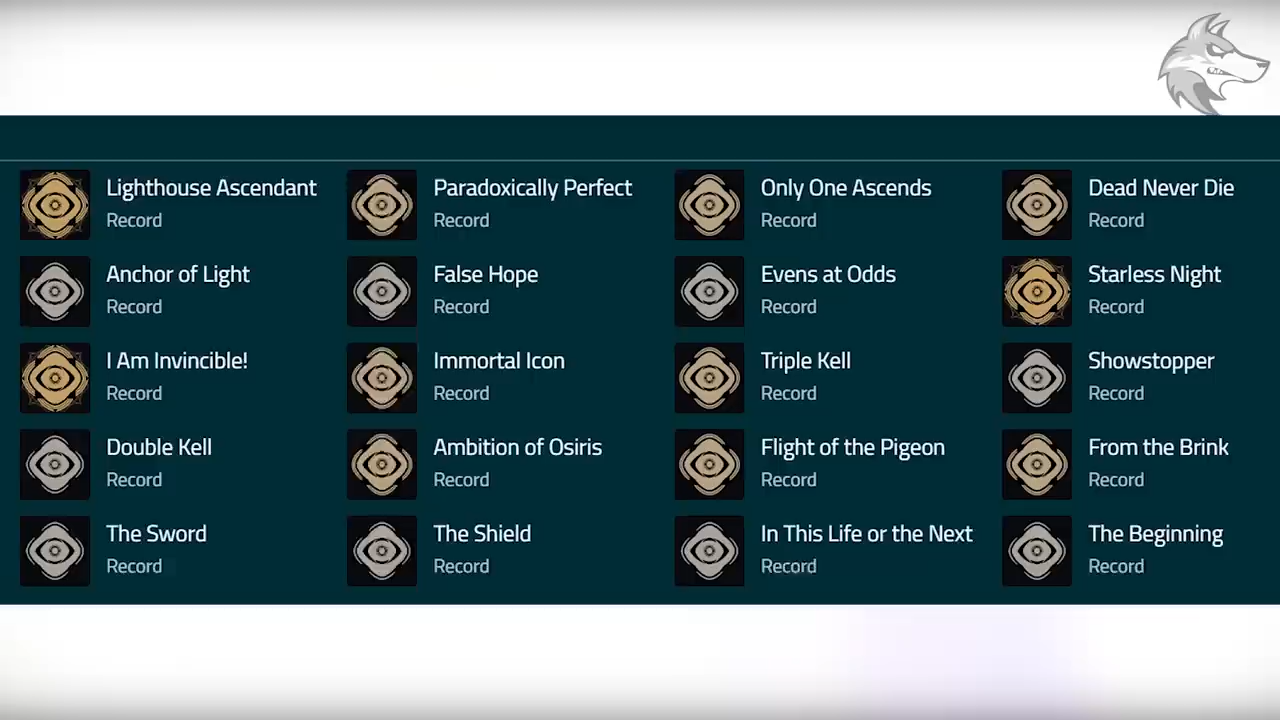 Lighthouse Ascendant
Record
Paradoxically Perfect
Record
Only One Ascends
Record
Dead Never Die
Record
Anchor of Light
Record
False Hope
Record
Evens at Odds
Record
Starless Night
Record
I Am Invincible!
Record
Immortal Icon
Record
Triple Kell
Record
Showstopper
Record
Double Kell
Record
Ambition of Osiris
Record
Flight of the Pigeon
Record
From the Brink
Record
The Sword
Record
The Shield
Record
In This Life or the Next
Record
The Beginning
Record